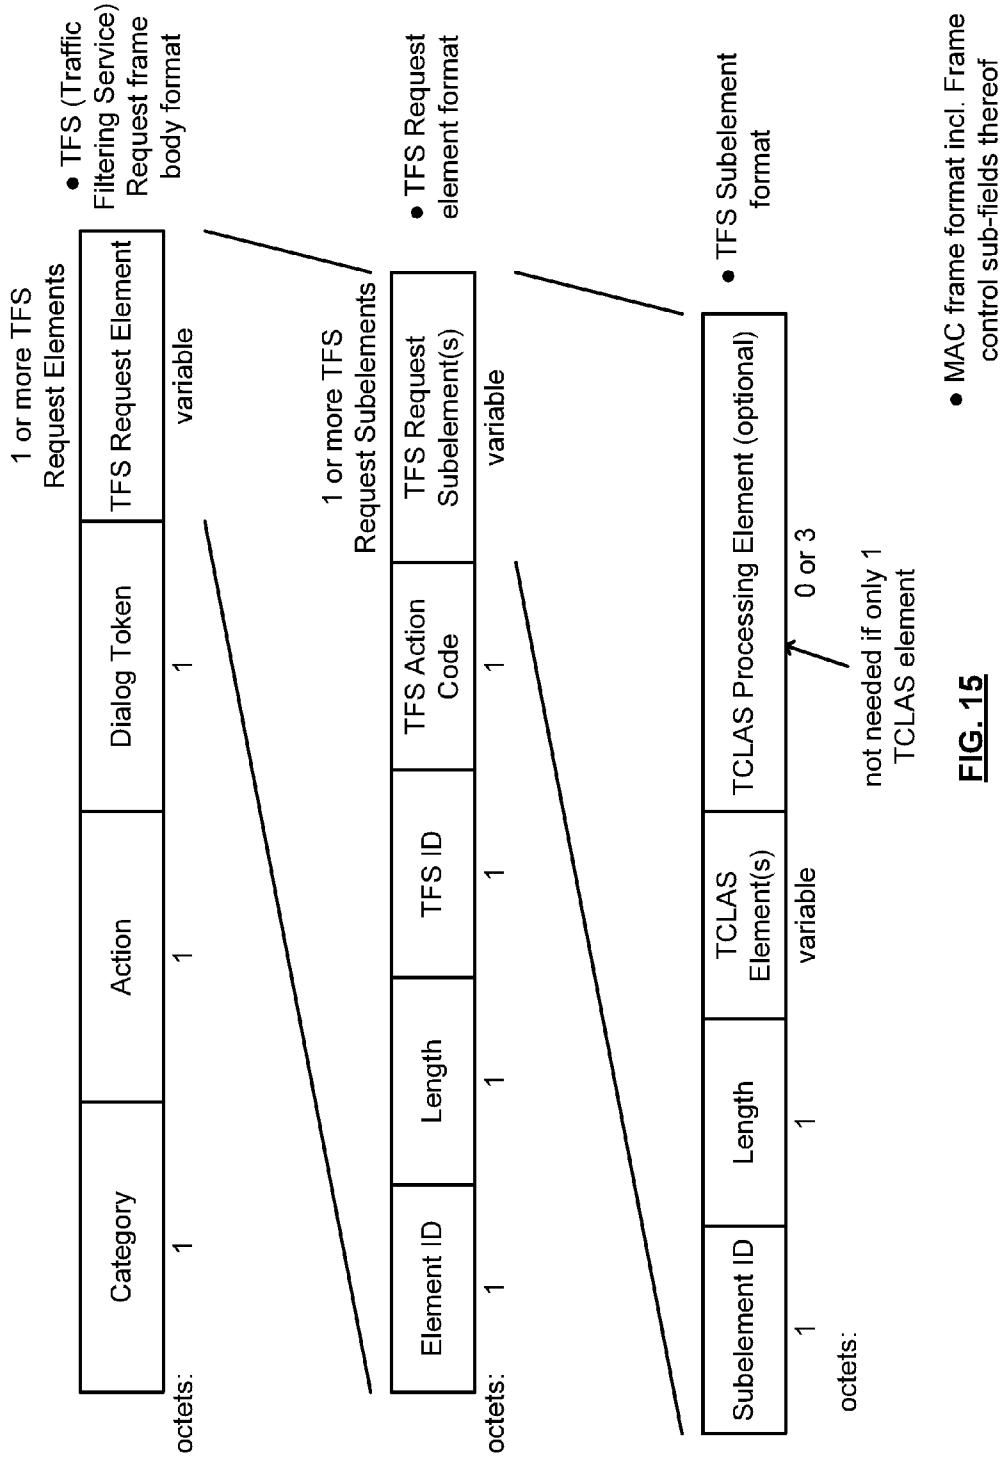 1 or more TFS
Request Elements
Category
Action
Dialog Token
TFS Request Element
octets:
1
1
1
variable
● TFS (Traffic
Filtering Service)
Request frame
body format
1 or more TFS
Request Subelements
Element ID
Length
TFS ID
TFS Action
Code
TFS Request
Subelement(s)
octets:
1
1
1
1
variable
● TFS Request
element format
Subelement ID
Length
TCLAS
Element(s)
TCLAS Processing Element (optional)
octets:
1
1
variable
0 or 3
● TFS Subelement
format
not needed if only 1
TCLAS element
FIG. 15
● MAC frame format incl. Frame
control sub-fields thereof